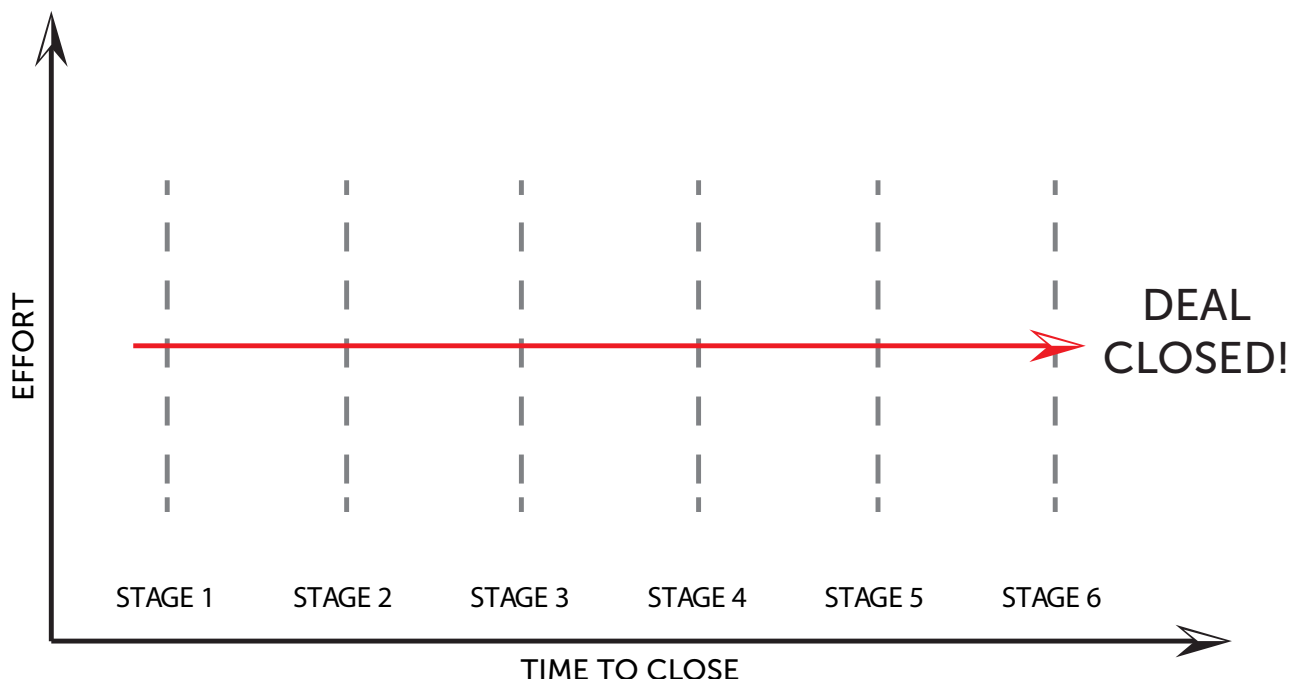 DEAL
CLOSED!
EFFORT
STAGE 1 STAGE 2 STAGE 3 STAGE 4 STAGE 5 STAGE 6
TIME TO CLOSE